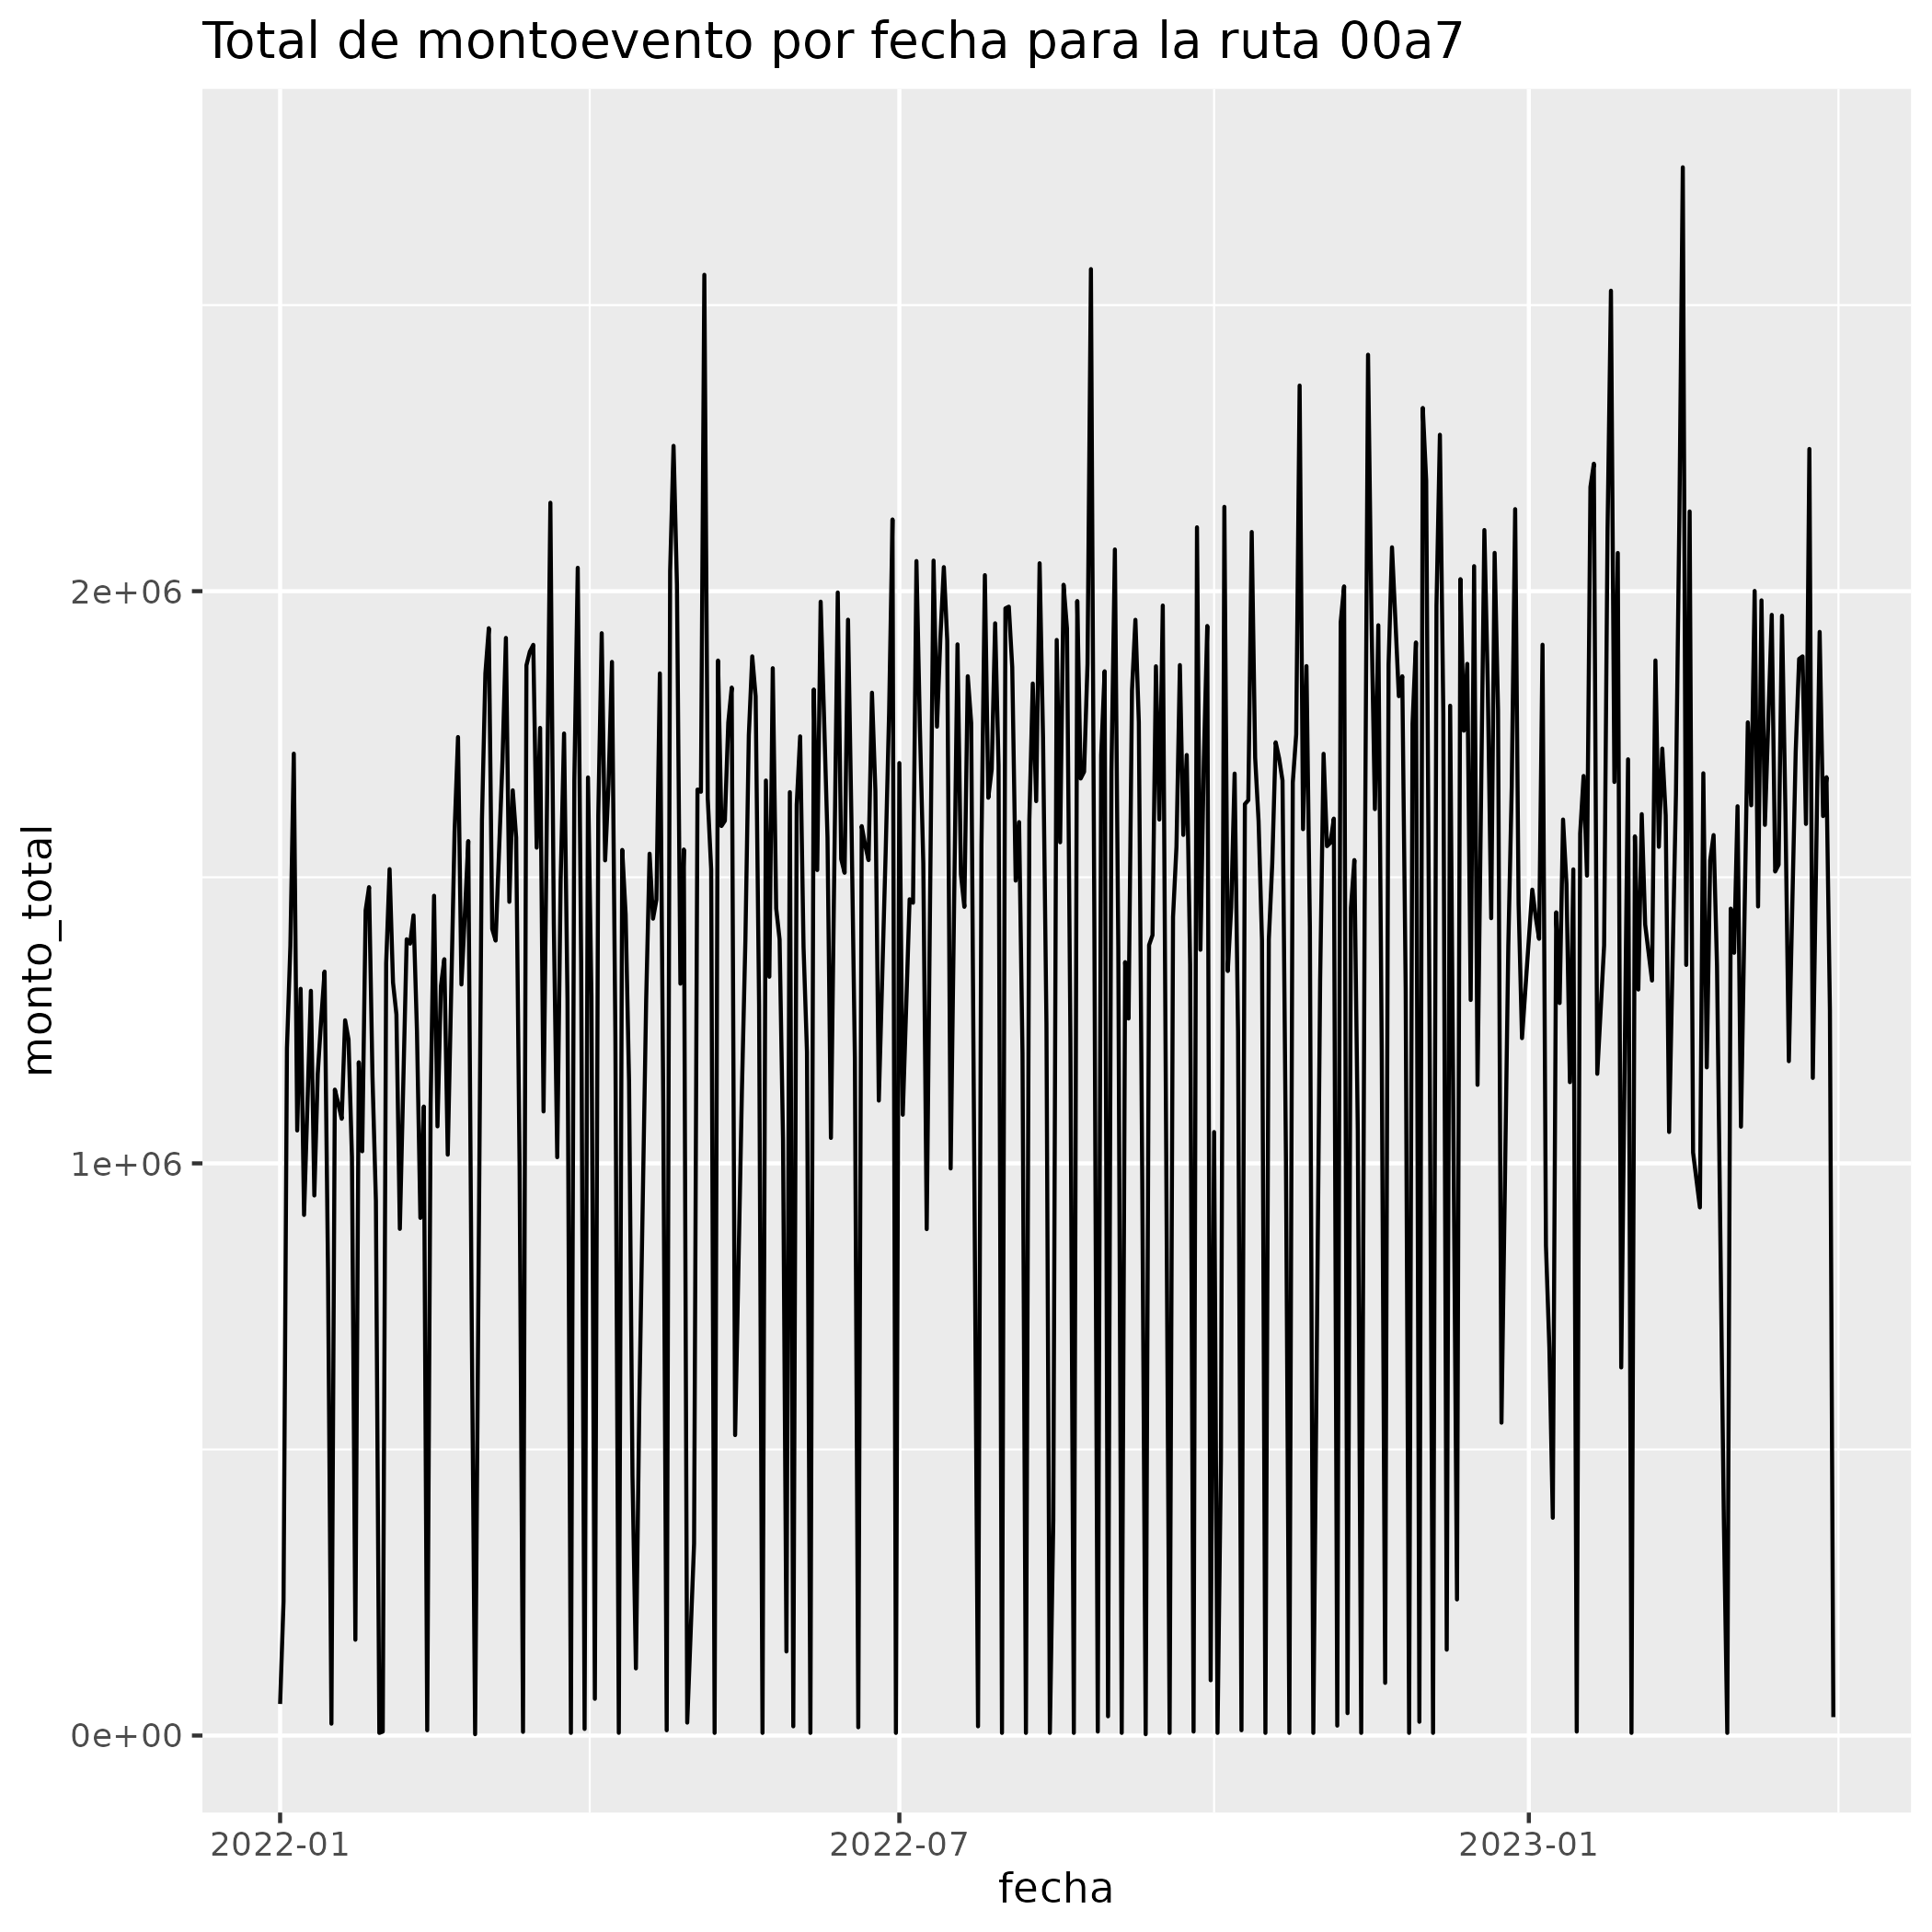 Total de montoevento por fecha para la ruta 00a7
monto_total
2e+06
1e+06
0e+00
2022-01
2022-07
2023-01
fecha